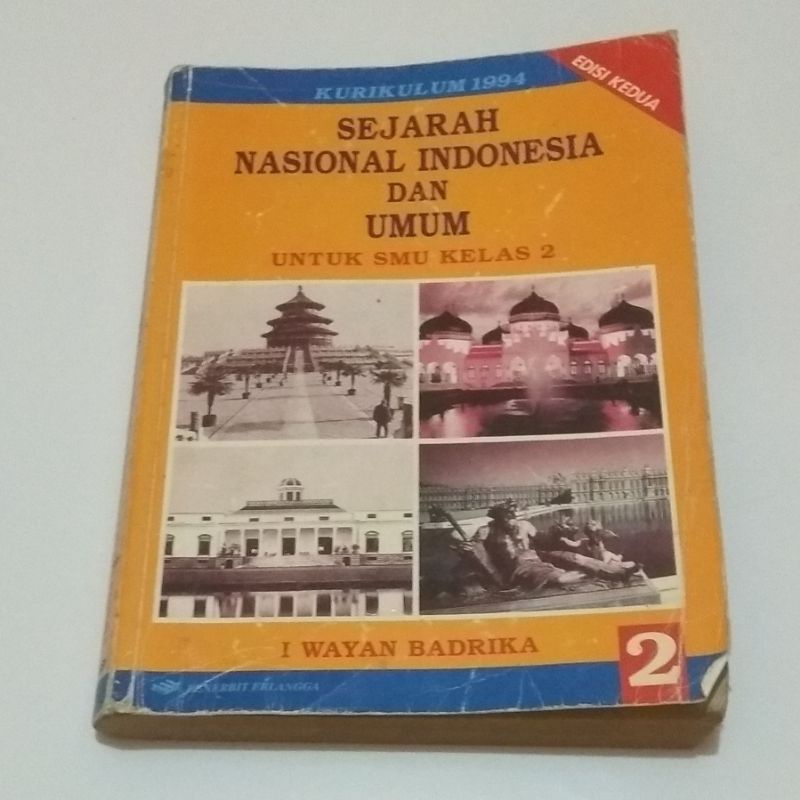 KURIKULUM 1994
EDISI KEDUA
SEJARAH
NASIONAL INDONESIA
DAN
UMUM
UNTUK SMU KELAS 2
I WAYAN BADRIKA
2
PENERBIT ERLANGGA